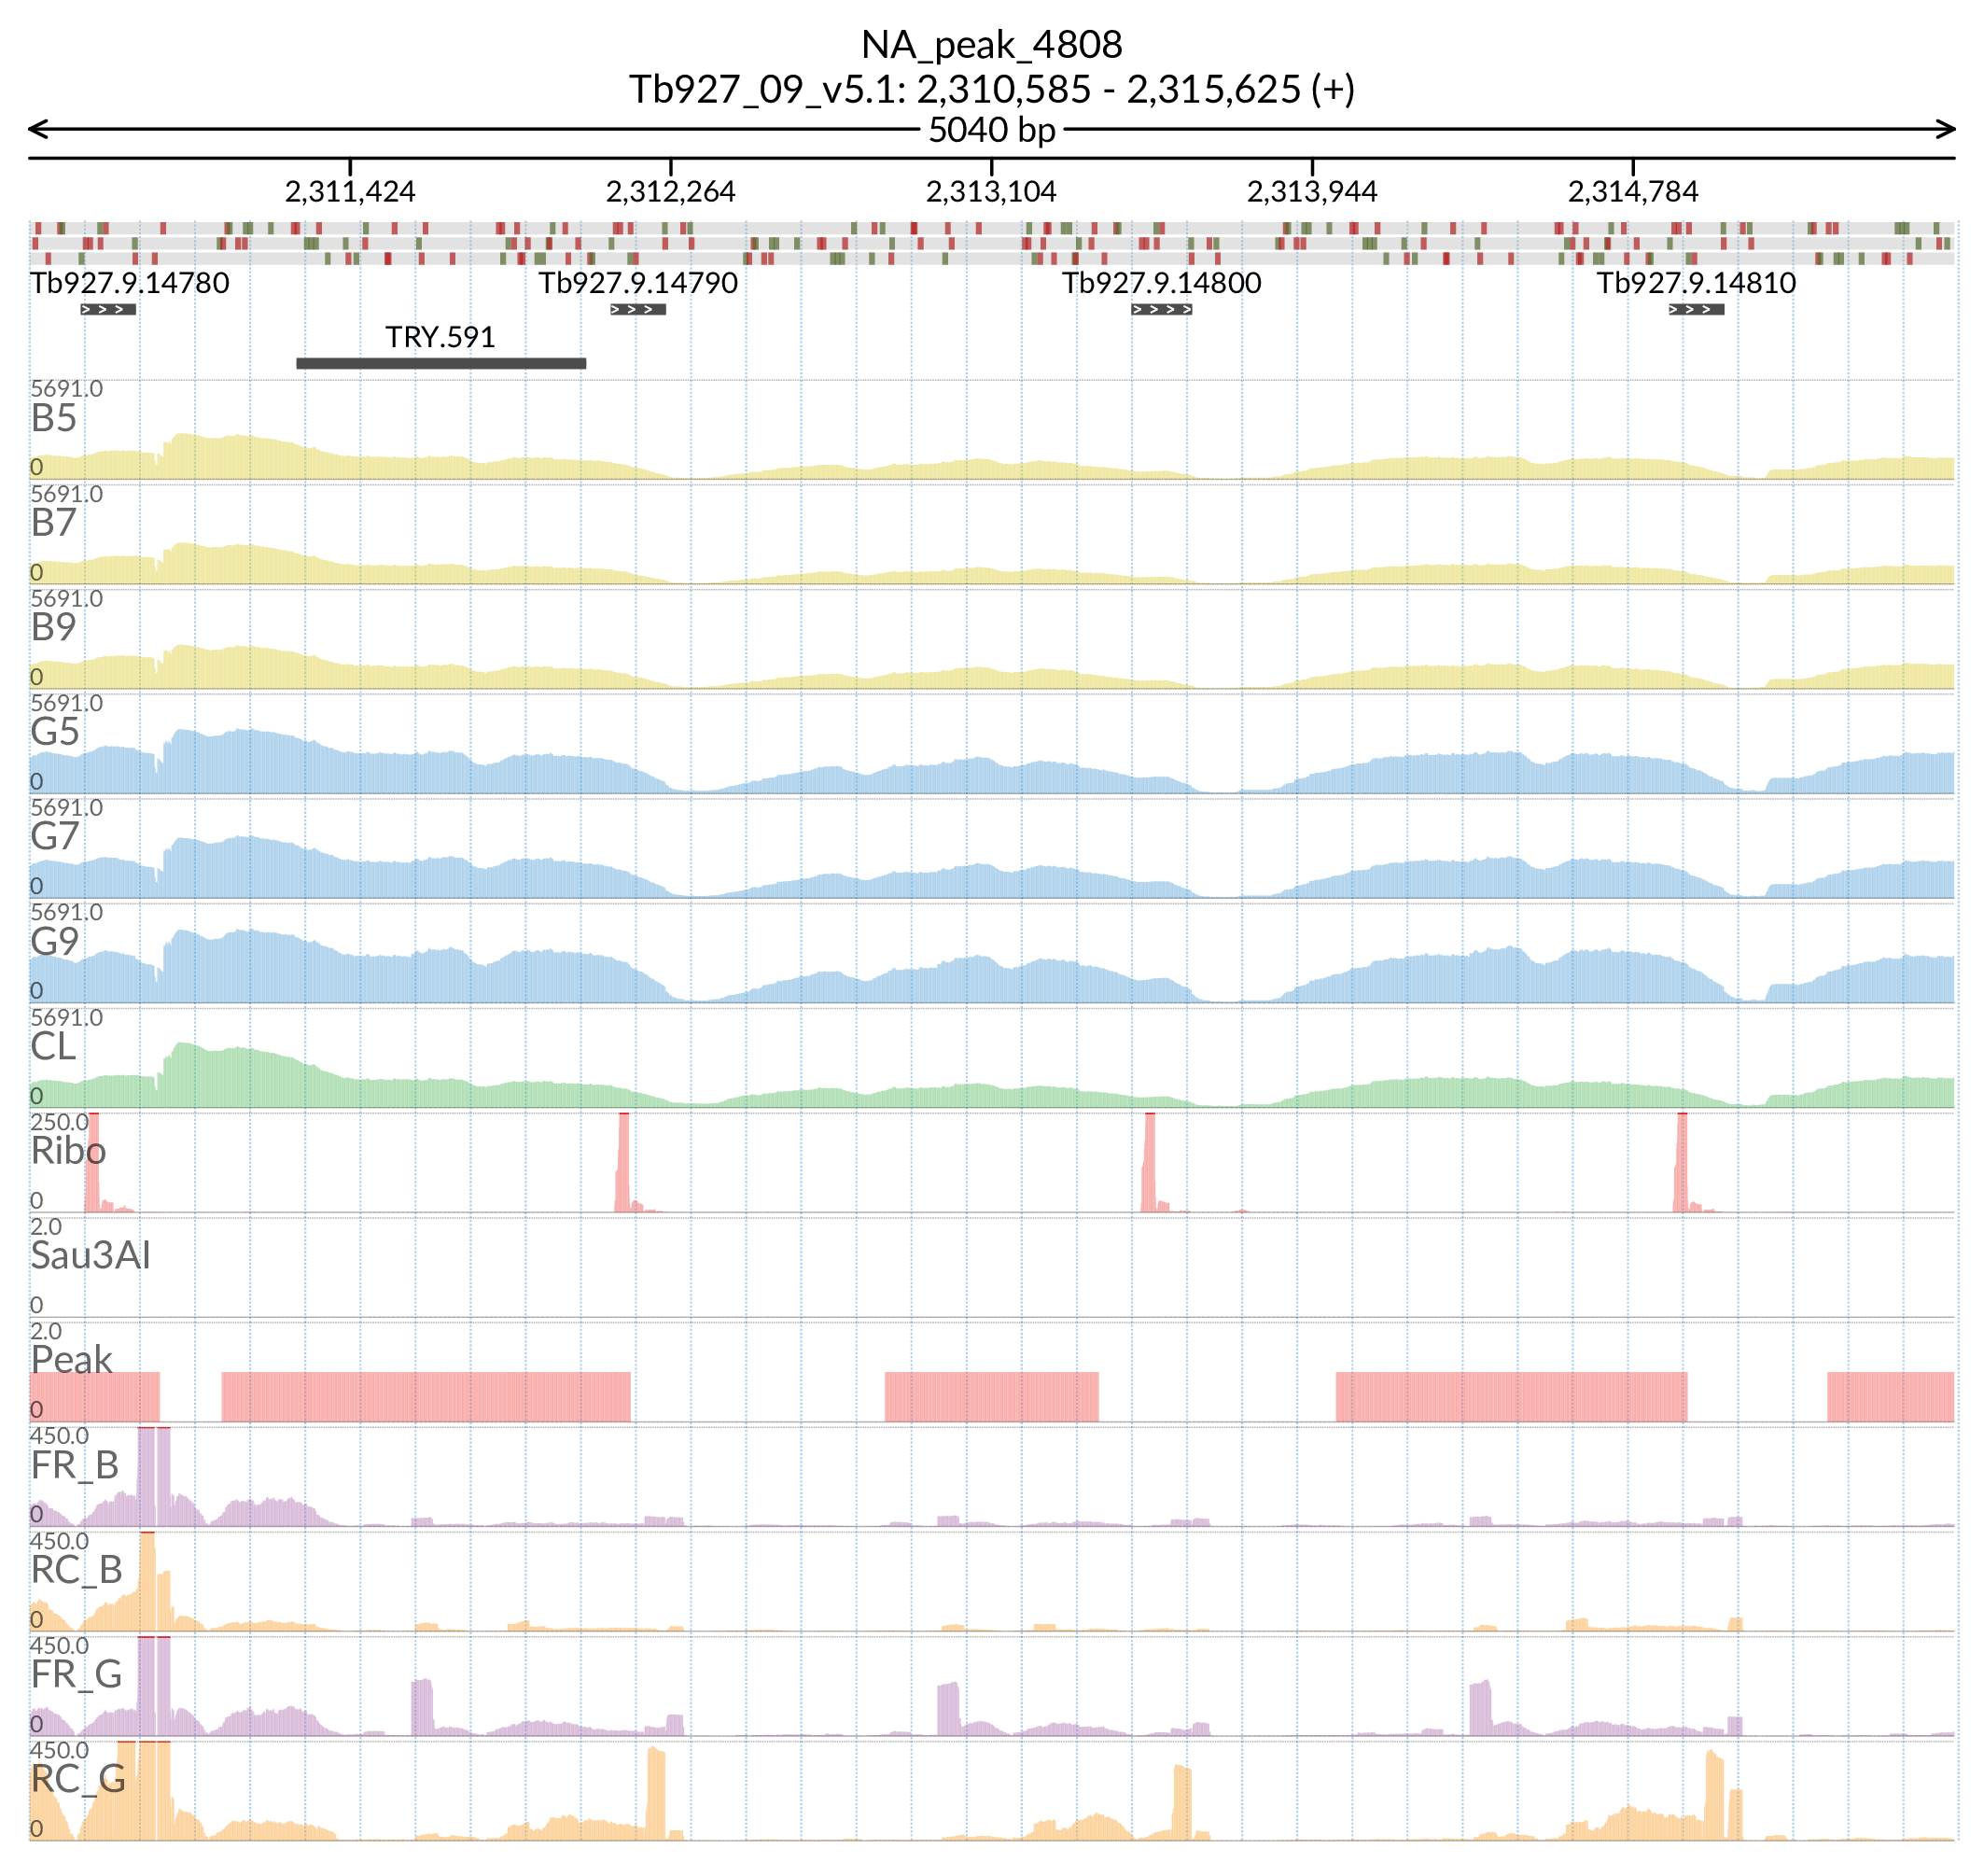 NA_peak_4808
Tb927_09_v5.1: 2,310,585 - 2,315,625 (+)
5040 bp
2,311,424 2,312,264 2,313,104 2,313,944 2,314,784
Tb927.9.14780 Tb927.9.14790 Tb927.9.14800 Tb927.9.14810
TRY.591
5691.0
B5
0
5691.0
B7
0
5691.0
B9
0
5691.0
G5
0
5691.0
G7
0
5691.0
G9
0
5691.0
CL
0
250.0
Ribo
0
2.0
Sau3AI
0
2.0
Peak
0
450.0
FR_B
0
450.0
RC_B
0
450.0
FR_G
0
450.0
RC_G
0